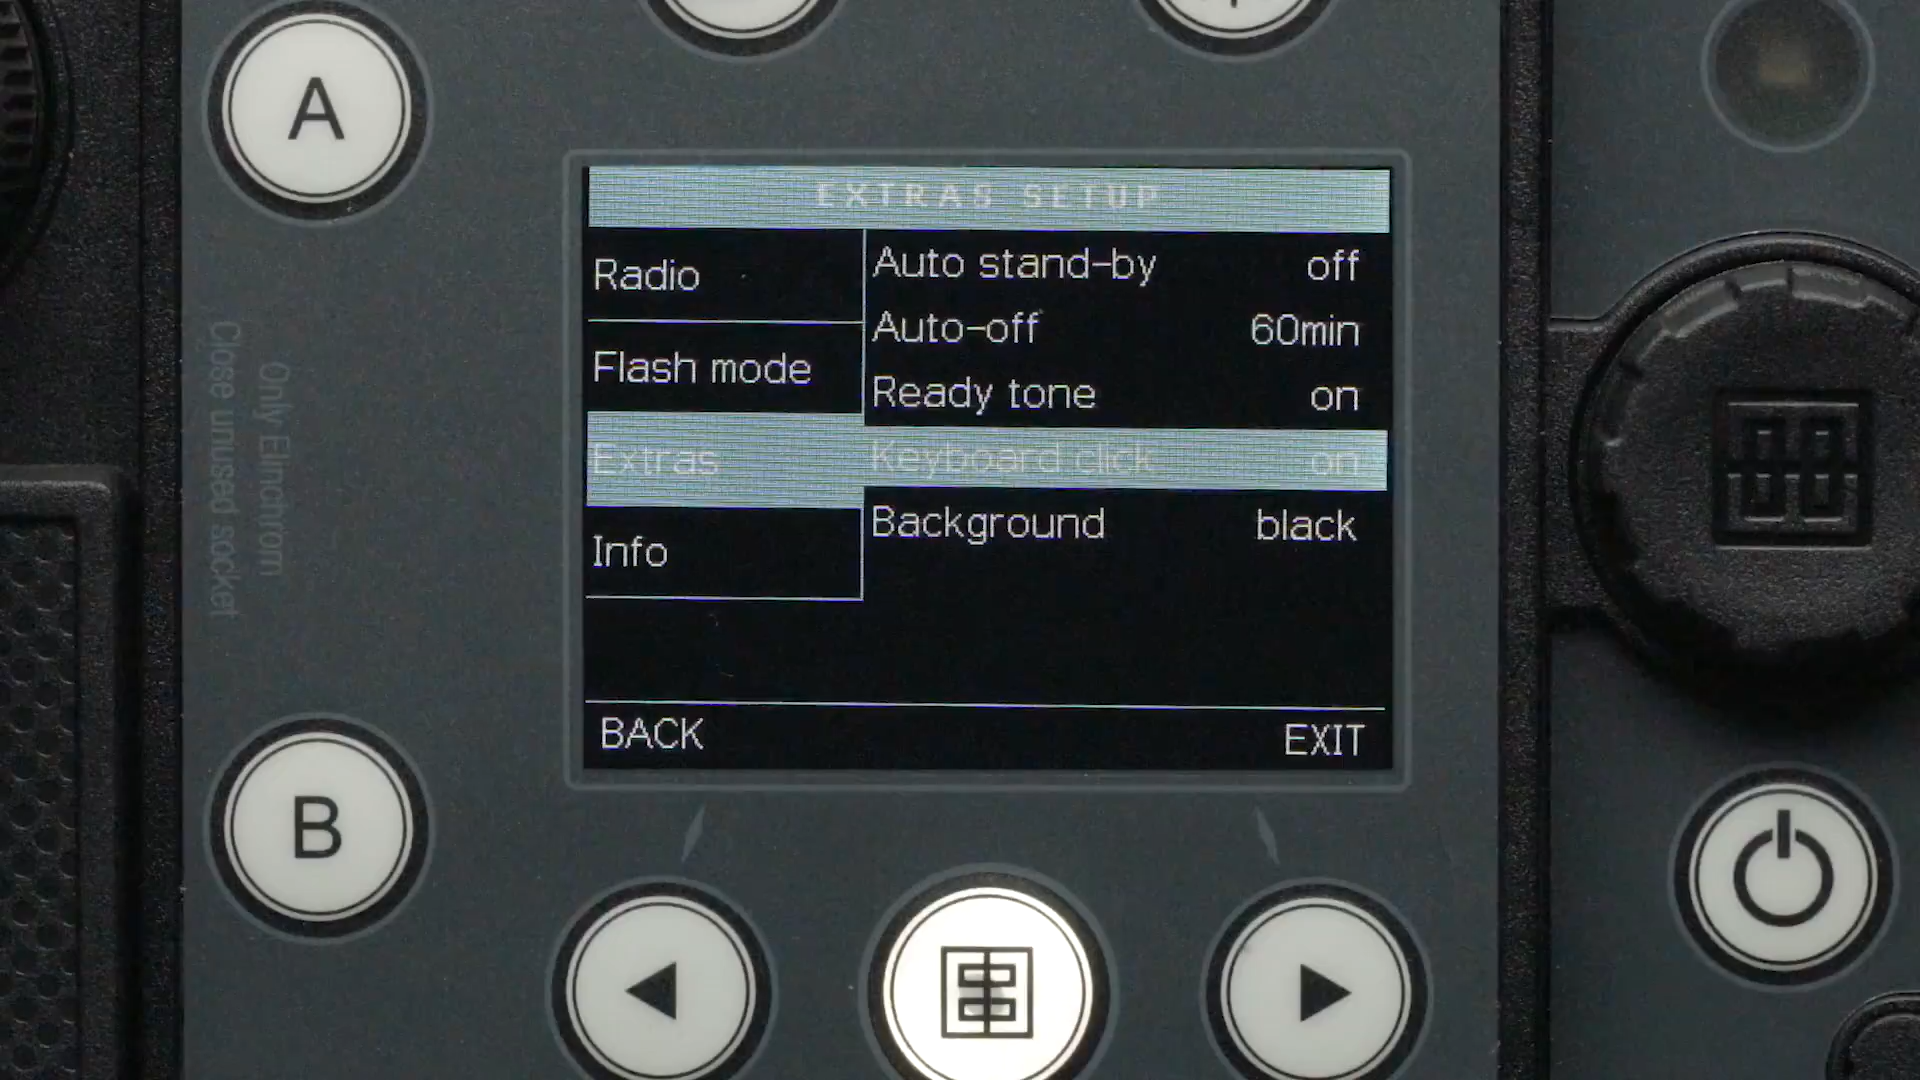 A
EXTRAS SETUP
Radio
Flash mode
Extras
Info
Auto stand-by off
Auto-off 60min
Ready tone on
Keyboard click on
Background black
BACK EXIT
Only Elinchrom
Close unused socket
B